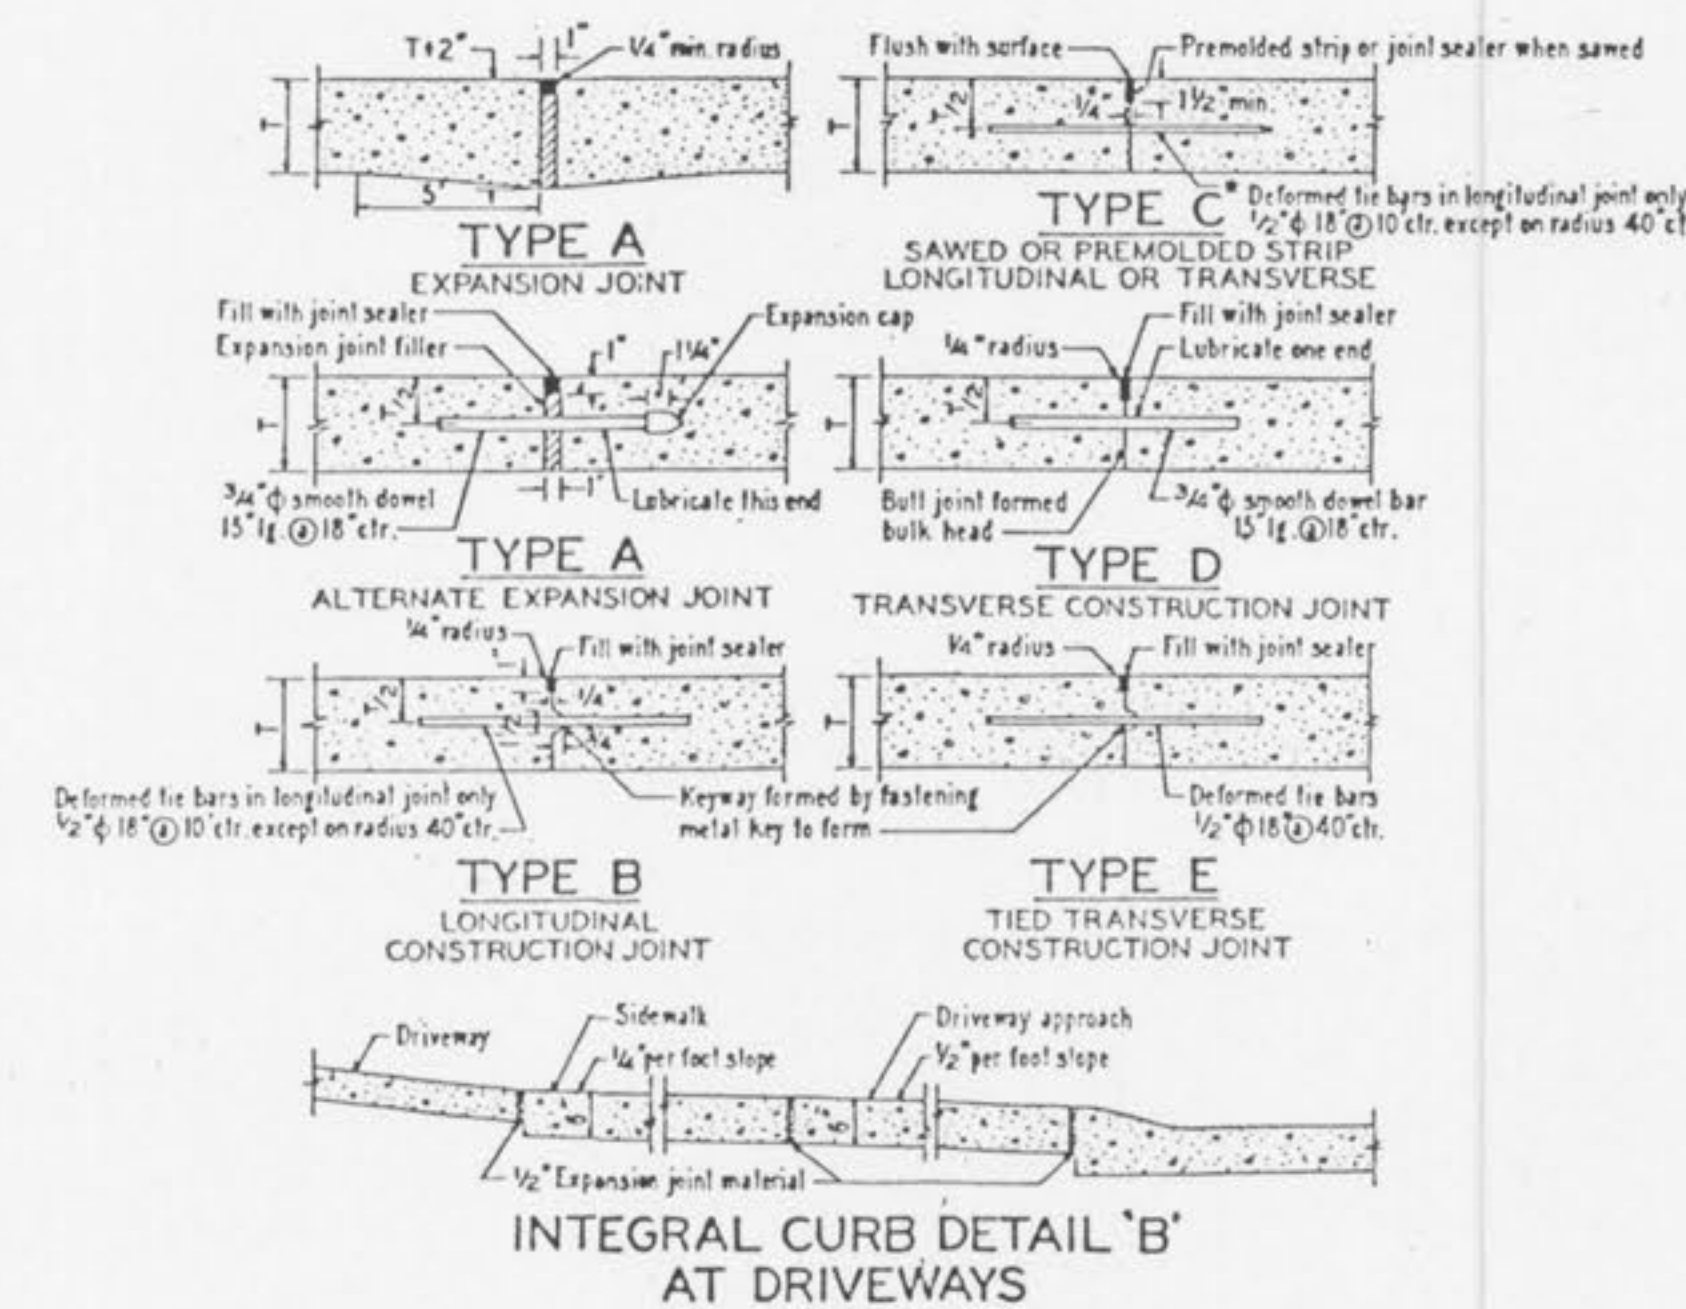 T+2"
1"
1/4" min. radius
T
5'
TYPE A
EXPANSION JOINT
Flush with surface
Premolded strip or joint sealer when sawed
T/2
1/4"
1 1/2" min.
T
Deformed tie bars in longitudinal joint only
1/2" ϕ 18" @ 10' ctr. except on radius 40" ct
TYPE C*
SAWED OR PREMOLDED STRIP
LONGITUDINAL OR TRANSVERSE
Fill with joint sealer
Expansion joint filler
Expansion cap
1"
1 1/4"
T/2
T
3/4" ϕ smooth dowel
15" lg. @ 18" ctr.
1"
Lubricate this end
TYPE A
ALTERNATE EXPANSION JOINT
Fill with joint sealer
1/4" radius
Lubricate one end
T/2
T
Butt joint formed
bulk head
3/4" ϕ smooth dowel bar
15" lg. @ 18" ctr.
TYPE D
TRANSVERSE CONSTRUCTION JOINT
1/4" radius
Fill with joint sealer
T/2
1/4"
T
Deformed tie bars in longitudinal joint only
1/2" ϕ 18" @ 10' ctr. except on radius 40" ctr.
Keyway formed by fastening
metal key to form
TYPE B
LONGITUDINAL
CONSTRUCTION JOINT
1/4" radius
Fill with joint sealer
T
Deformed tie bars
1/2" ϕ 18" @ 40" ctr.
TYPE E
TIED TRANSVERSE
CONSTRUCTION JOINT
Driveway
Sidewalk
1/4" per foot slope
Driveway approach
1/2" per foot slope
6
6
1/2" Expansion joint material
INTEGRAL CURB DETAIL 'B'
AT DRIVEWAYS